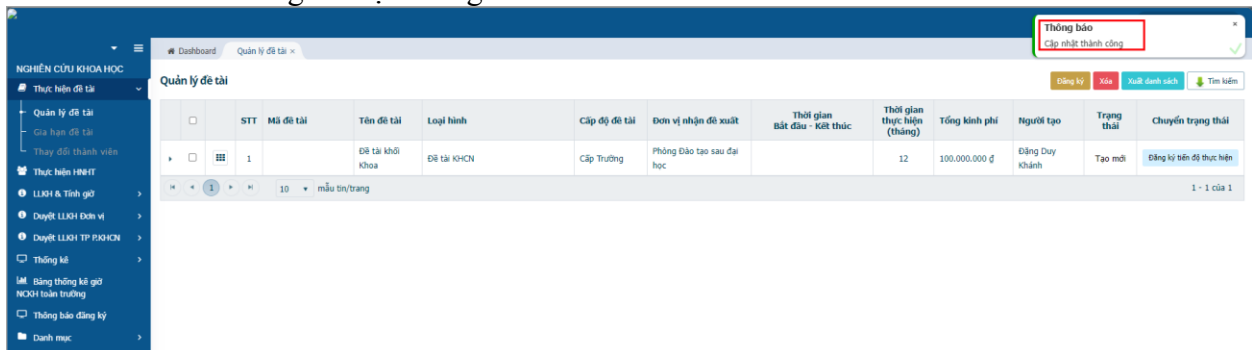 Thông báo ×
Cập nhật thành công
Dashboard Quản lý đề tài ×
NGHIÊN CỨU KHOA HỌC
Thực hiện đề tài
Quản lý đề tài
Gia hạn đề tài
Thay đổi thành viên
Thực hiện HNHT
LLKH & Tính giờ
Duyệt LLKH Đơn vị
Duyệt LLKH TP P.KHCN
Thống kê
Bảng thống kê giờ
NCKH toàn trường
Thông báo đăng ký
Danh mục
Quản lý đề tài
Đăng ký Xóa Xuất danh sách Tìm kiếm
STT Mã đề tài Tên đề tài Loại hình Cấp độ đề tài Đơn vị nhận đề xuất Thời gian
Bắt đầu - Kết thúc Thời gian
thực hiện
(tháng) Tổng kinh phí Người tạo Trạng
thái Chuyển trạng thái
1 Đề tài khối
Khoa Đề tài KHCN Cấp Trường Phòng Đào tạo sau đại
học 12 100.000.000 ₫ Đặng Duy
Khánh Tạo mới Đăng ký tiến độ thực hiện
1 10 mẫu tin/trang 1 - 1 của 1